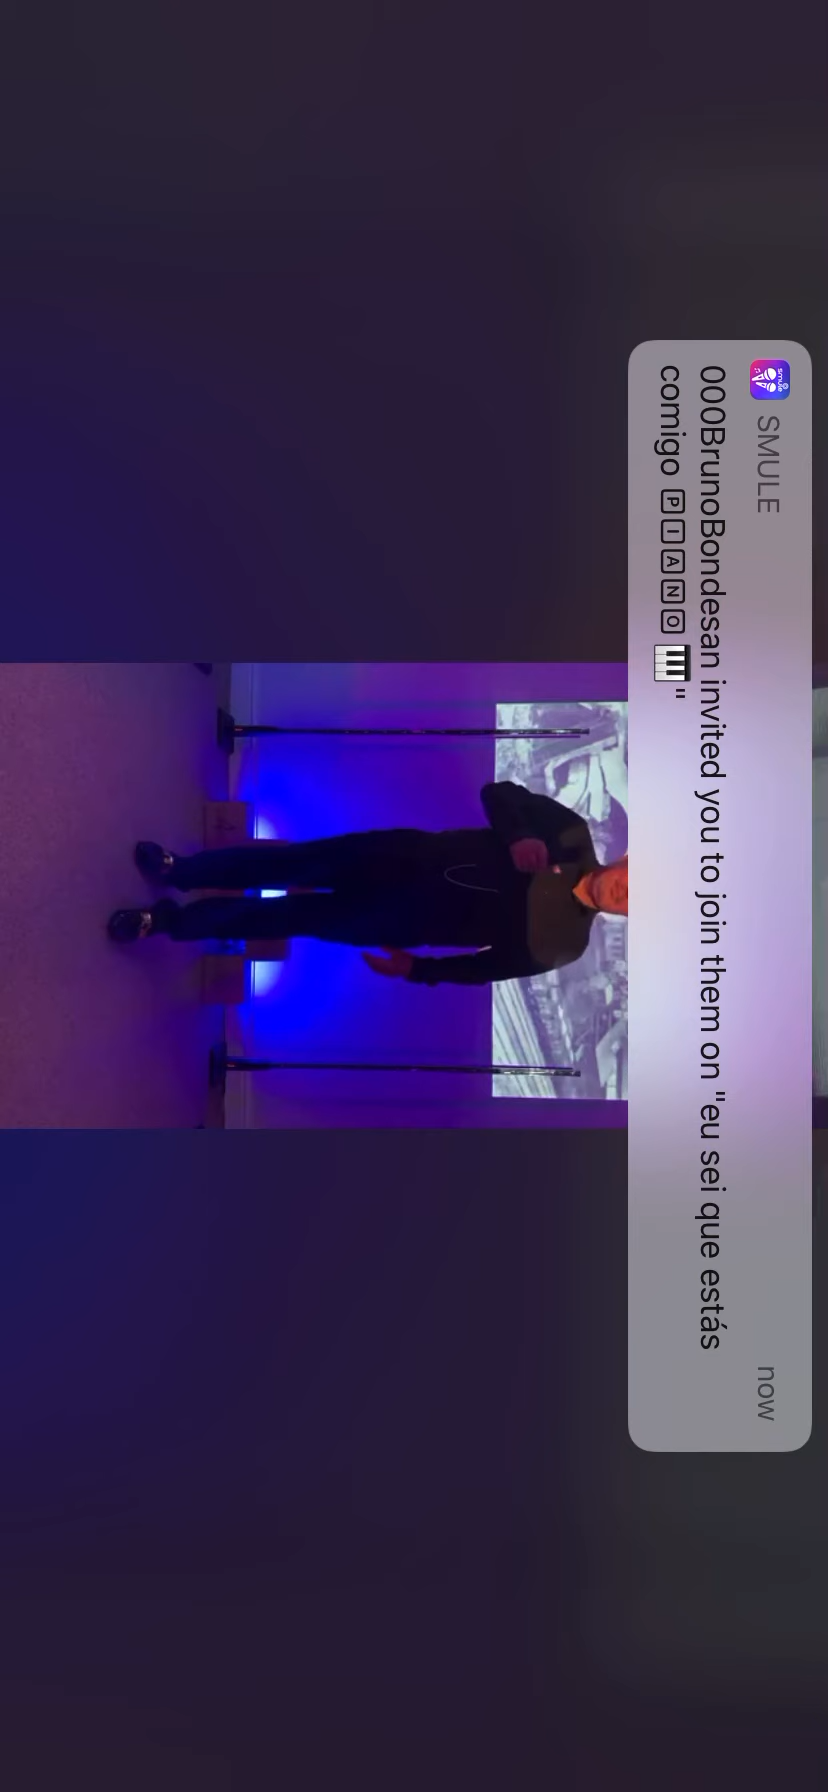 SMULE
now
000BrunoBondesan invited you to join them on "eu sei que estás
comigo 🄿🄸🄰🄽🄾 🎹"